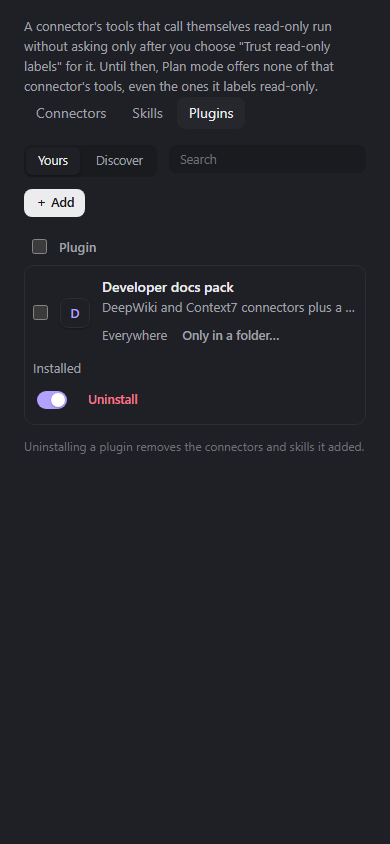 A connector's tools that call themselves read-only run
without asking only after you choose "Trust read-only
labels" for it. Until then, Plan mode offers none of that
connector's tools, even the ones it labels read-only.
Connectors Skills Plugins
Yours Discover Search
+ Add
Plugin
Developer docs pack
D DeepWiki and Context7 connectors plus a ...
Everywhere Only in a folder...
Installed
Uninstall
Uninstalling a plugin removes the connectors and skills it added.